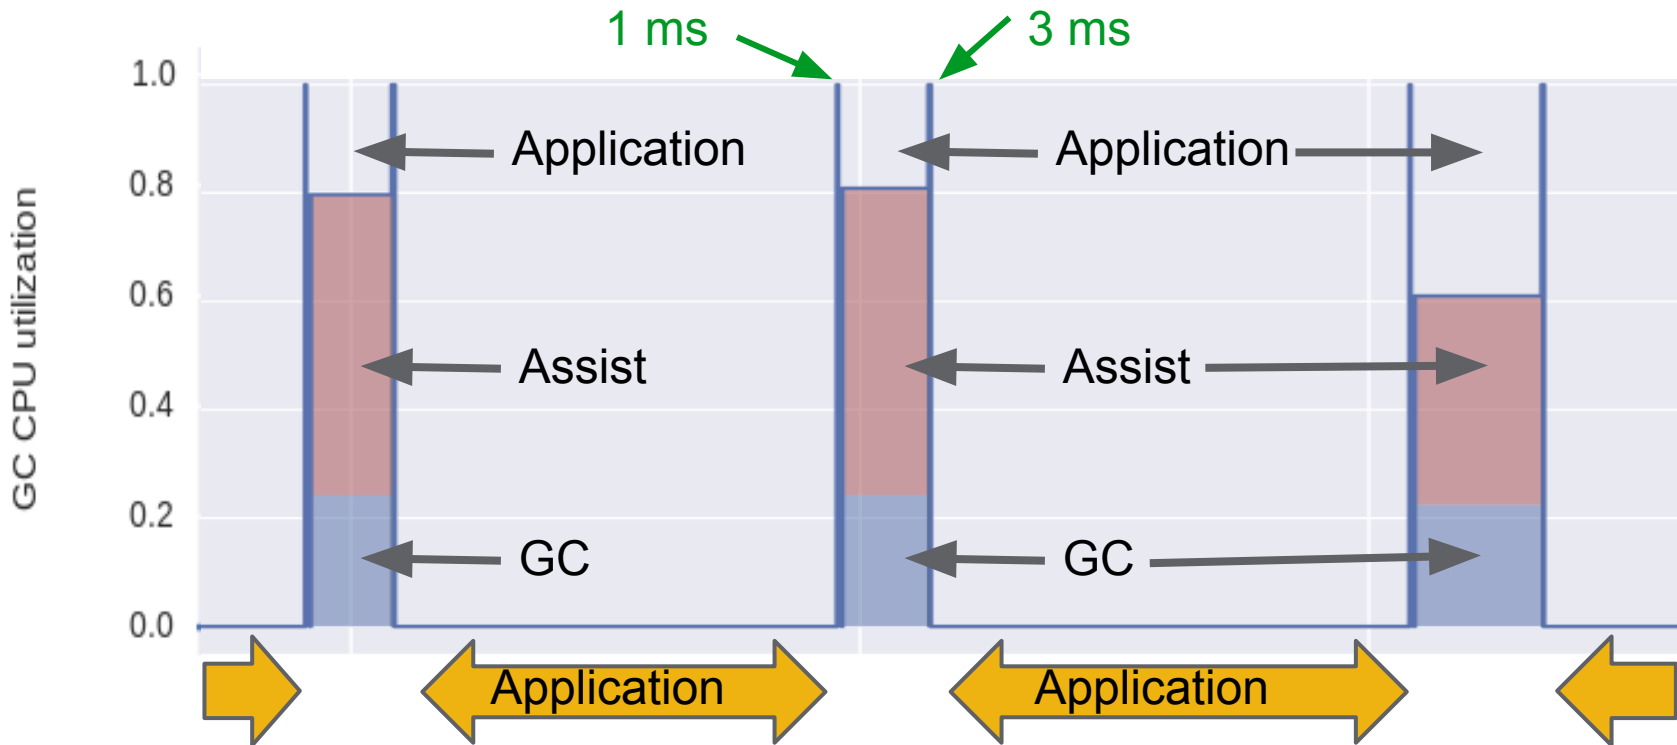 1 ms
3 ms
1.0
Application
Application
0.8
GC CPU utilization
0.6
Assist
Assist
0.4
0.2
GC
GC
0.0
Application
Application